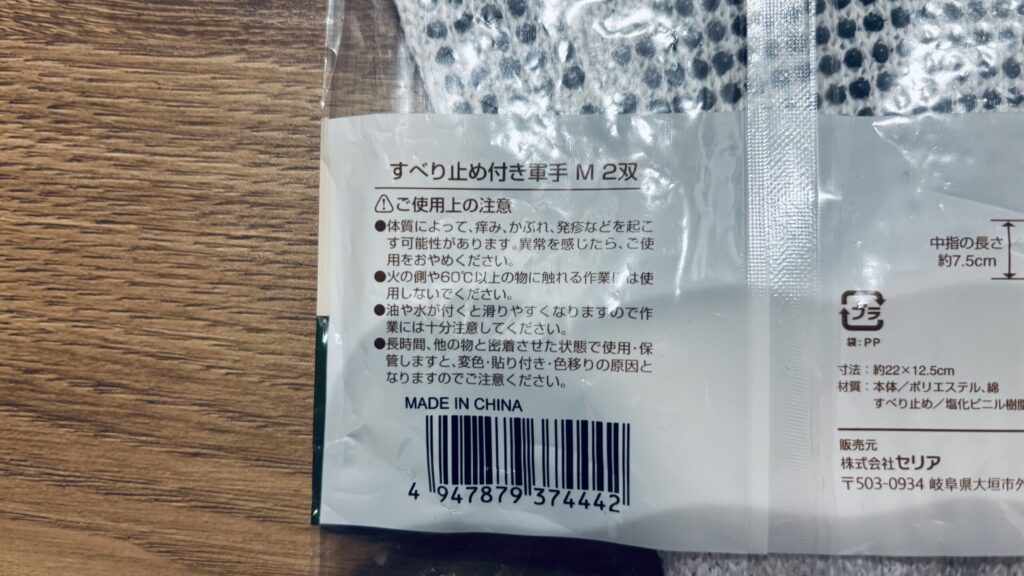 すべり止め付き軍手 M 2双
⚠ご使用上の注意
●体質によって、痒み、かぶれ、発疹などを起こ
す可能性があります。異常を感じたら、ご使
用をおやめください。
●火の側や60℃以上の物に触れる作業には使
用しないでください。
●油や水が付くと滑りやすくなりますので作
業には十分注意してください。
●長時間、他の物と密着させた状態で使用・保
管しますと、変色・貼り付き・色移りの原因と
なりますのでご注意ください。
MADE IN CHINA
4 947879 374442
中指の長さ
約7.5cm
プラ
袋:PP
寸法:約22×12.5cm
材質:本体/ポリエステル、綿
すべり止め/塩化ビニル樹脂
販売元
株式会社セリア
〒503-0934 岐阜県大垣市外